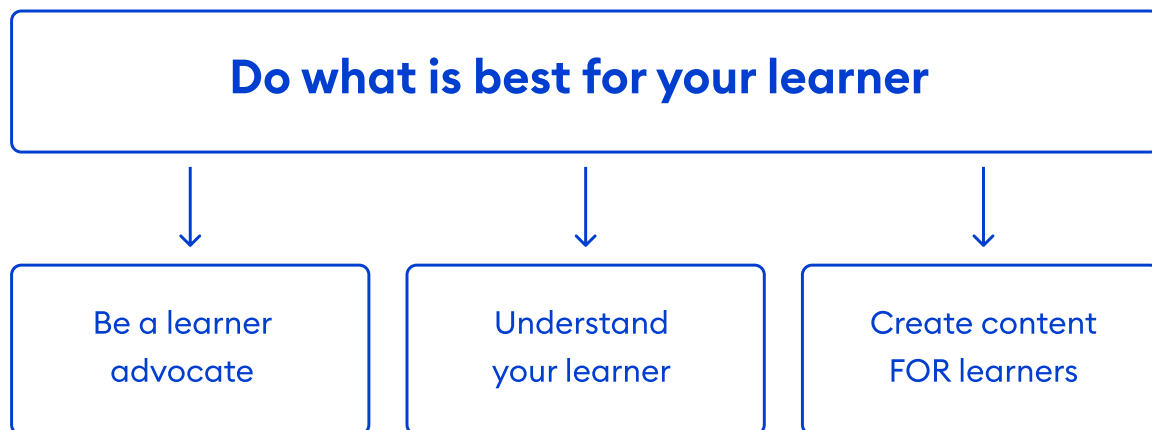 Do what is best for your learner
Be a learner
advocate
Understand
your learner
Create content
FOR learners